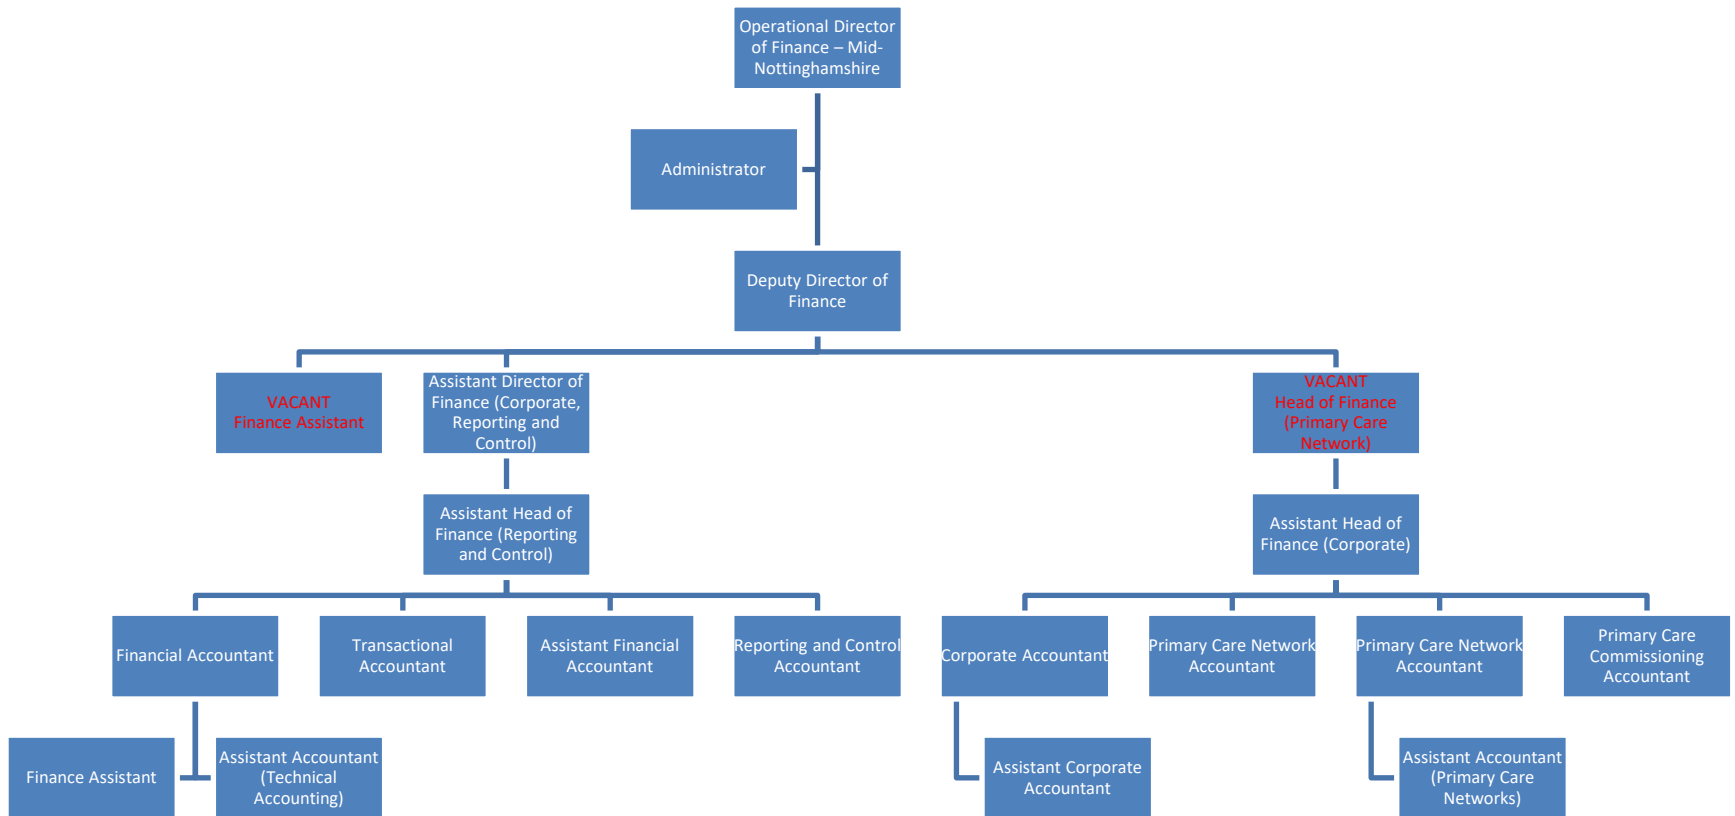 Operational Director
of Finance – Mid-
Nottinghamshire
Administrator
Deputy Director of
Finance
VACANT
Finance Assistant
Assistant Director of
Finance (Corporate,
Reporting and
Control)
VACANT
Head of Finance
(Primary Care
Network)
Assistant Head of
Finance (Reporting
and Control)
Assistant Head of
Finance (Corporate)
Financial Accountant
Transactional
Accountant
Assistant Financial
Accountant
Reporting and Control
Accountant
Corporate Accountant
Primary Care Network
Accountant
Primary Care Network
Accountant
Primary Care
Commissioning
Accountant
Finance Assistant
Assistant Accountant
(Technical
Accounting)
Assistant Corporate
Accountant
Assistant Accountant
(Primary Care
Networks)